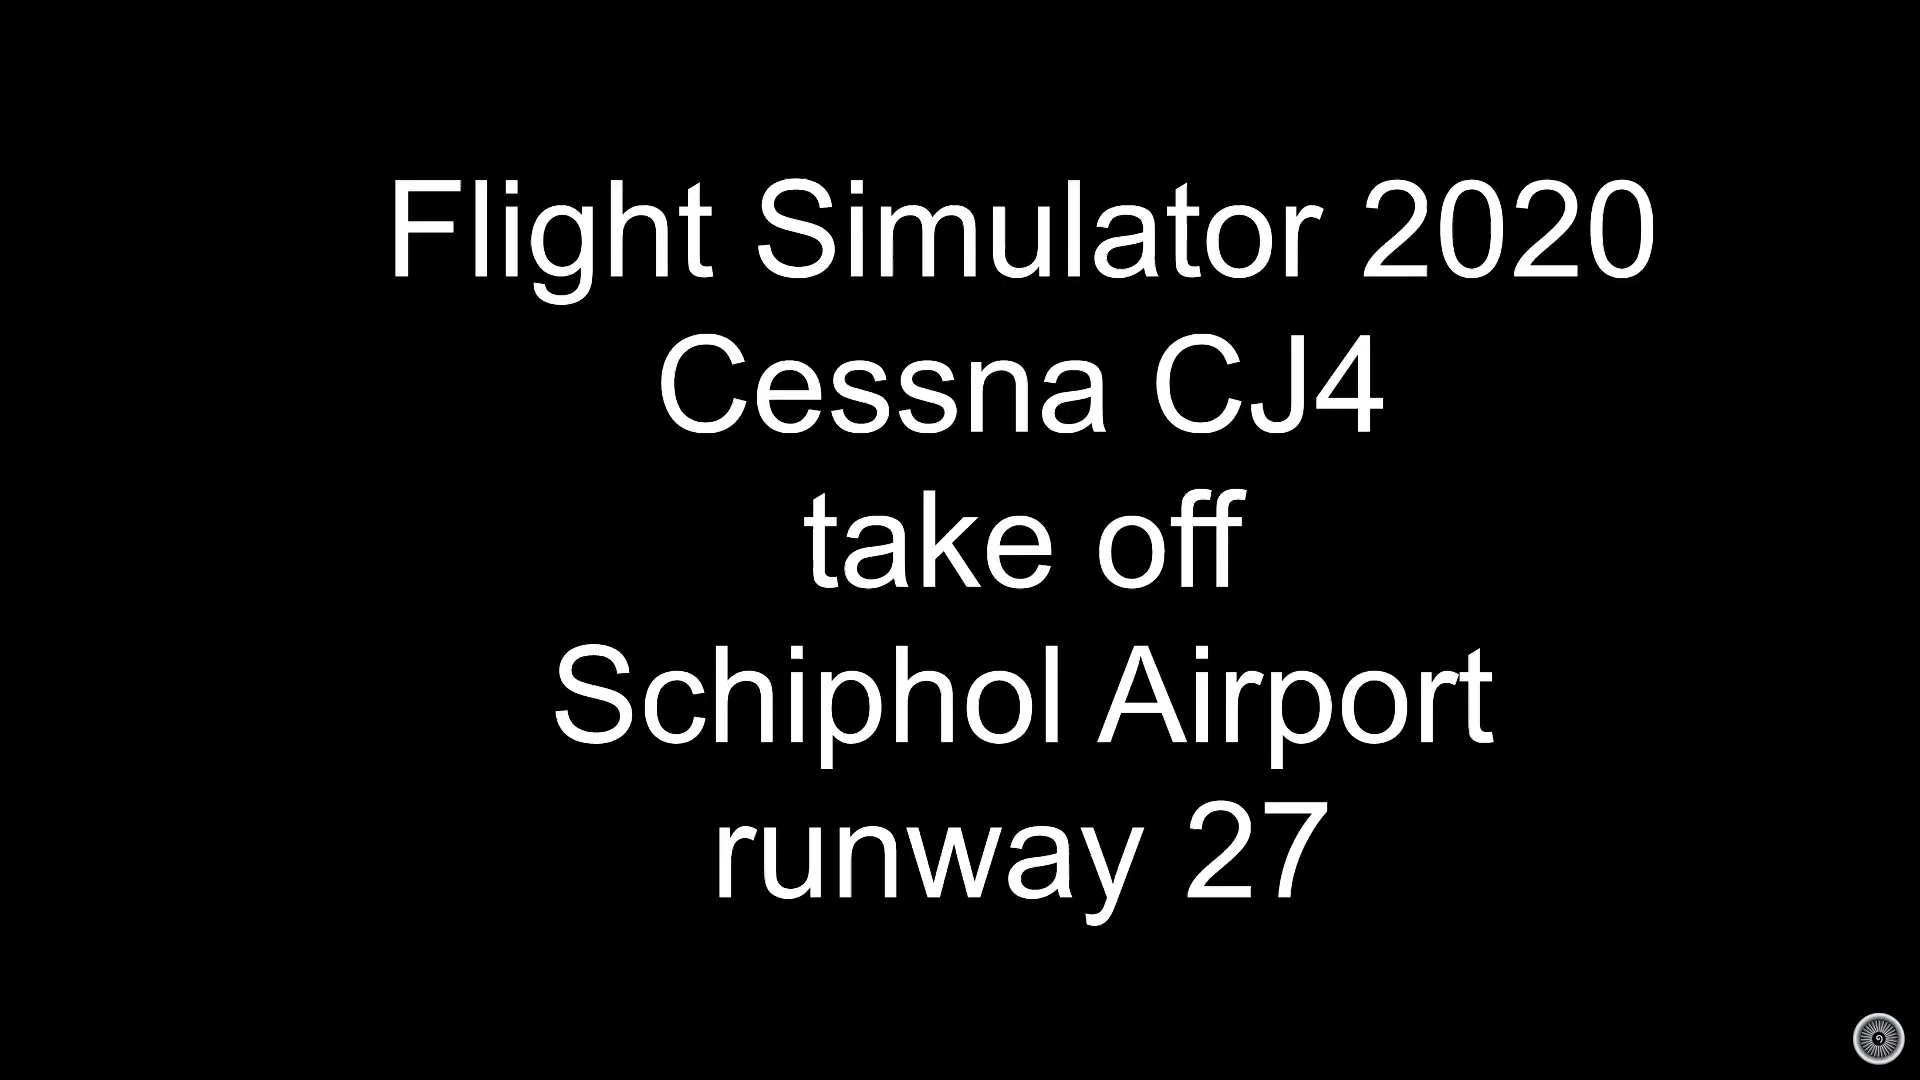 Flight Simulator 2020
Cessna CJ4
take off
Schiphol Airport
runway 27